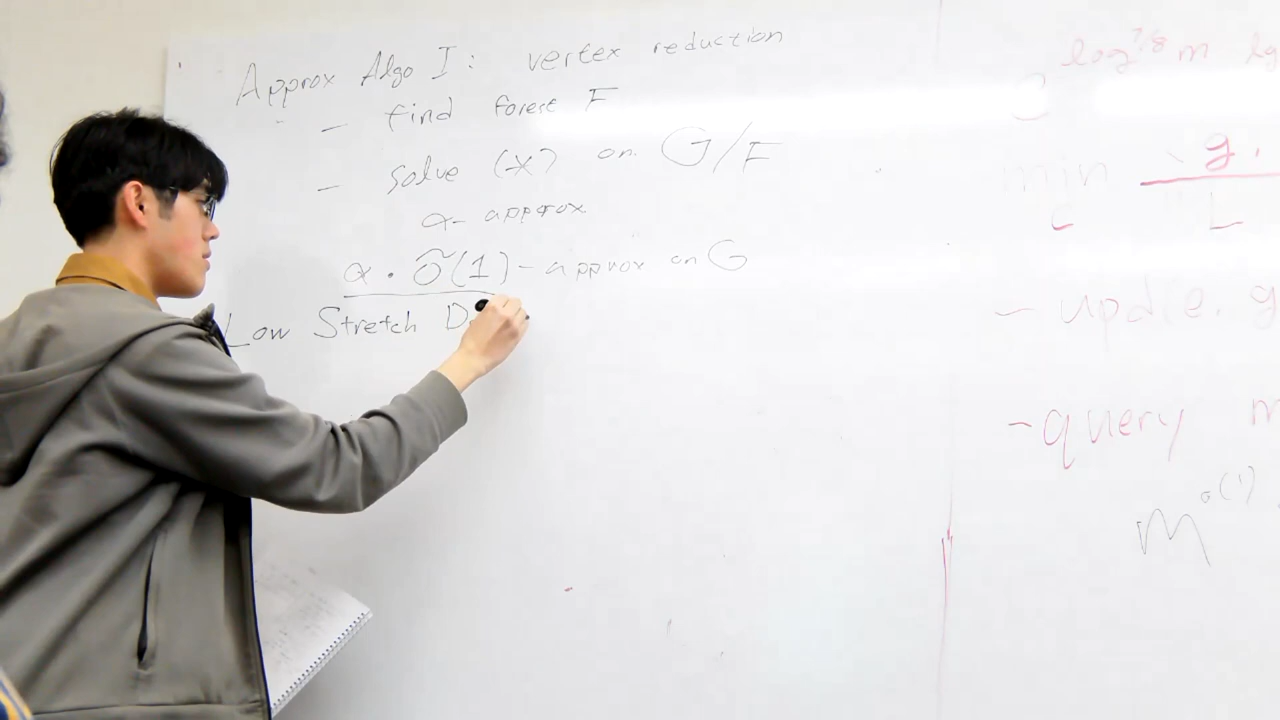 Approx Algo I: vertex reduction
- find forest F
- solve (x) on G/F
α- approx
α · Õ(1) - approx on G
Low Stretch D
log^7/8 m
min g.
L
- update. g
- query m
m^o(1)